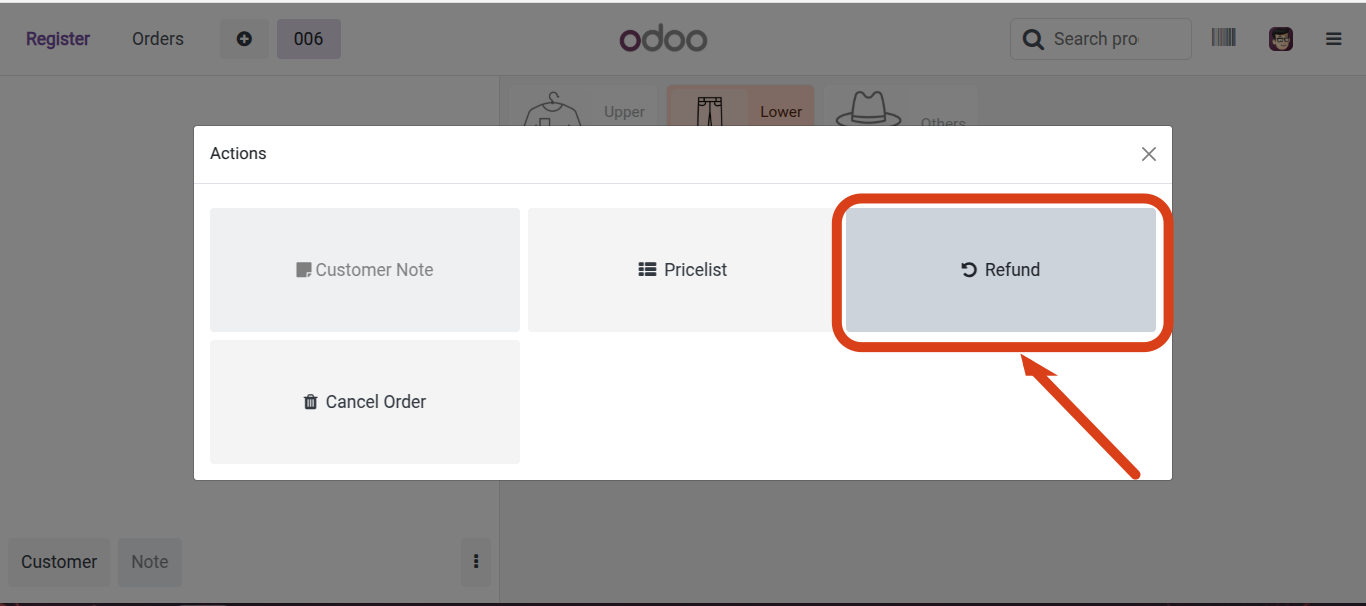 Register Orders 006 odoo Search pro
Upper Lower Others
Actions
Customer Note Pricelist Refund
Cancel Order
Customer Note